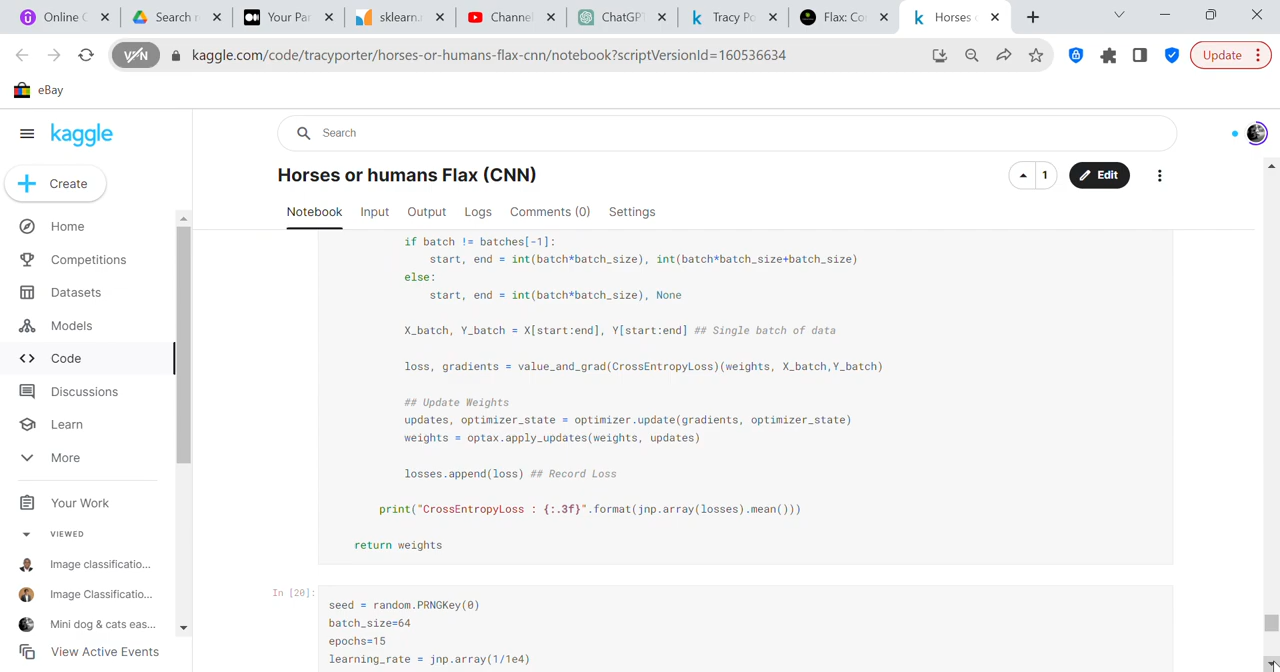 Online C
Search r
Your Par
sklearn.
Channel
ChatGP
Tracy Po
Flax: Co
Horses o
VPN
kaggle.com/code/tracyporter/horses-or-humans-flax-cnn/notebook?scriptVersionId=160536634
Update
eBay
kaggle
Search
Create
Horses or humans Flax (CNN)
1
Edit
Notebook
Input
Output
Logs
Comments (0)
Settings
Home
Competitions
Datasets
Models
Code
Discussions
Learn
More
Your Work
VIEWED
Image classificatio...
Image Classificatio...
Mini dog & cats eas...
View Active Events
if batch != batches[-1]:
start, end = int(batch*batch_size), int(batch*batch_size+batch_size)
else:
start, end = int(batch*batch_size), None
X_batch, Y_batch = X[start:end], Y[start:end] ## Single batch of data
loss, gradients = value_and_grad(CrossEntropyLoss)(weights, X_batch,Y_batch)
## Update Weights
updates, optimizer_state = optimizer.update(gradients, optimizer_state)
weights = optax.apply_updates(weights, updates)
losses.append(loss) ## Record Loss
print("CrossEntropyLoss : {:.3f}".format(jnp.array(losses).mean()))
return weights
In [20]:
seed = random.PRNGKey(0)
batch_size=64
epochs=15
learning_rate = jnp.array(1/1e4)